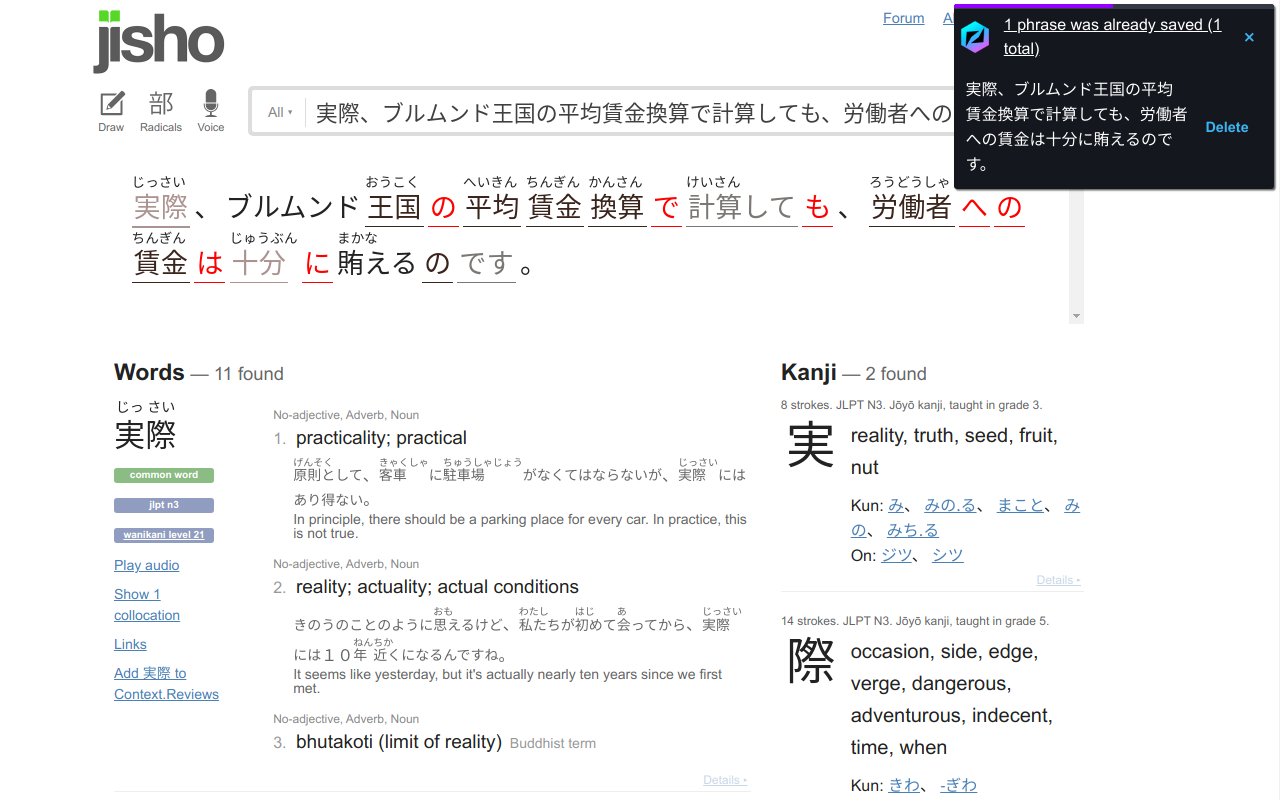 jisho
Forum
1 phrase was already saved (1
total)
×
実際、ブルムンド王国の平均
賃金換算で計算しても、労働者
への賃金は十分に賄えるので
す。
Delete
Draw
部
Radicals
Voice
All ▾
実際、ブルムンド王国の平均賃金換算で計算しても、労働者への
じっさい おうこく へいきん ちんぎん かんさん けいさん ろうどうしゃ
実際 、 ブルムンド 王国 の 平均 賃金 換算 で 計算して も 、 労働者 へ の
ちんぎん じゅうぶん まかな
賃金 は 十分 に 賄える の です 。
Words — 11 found
じっ さい
実際
common word
jlpt n3
wanikani level 21
Play audio
Show 1
collocation
Links
Add 実際 to
Context.Reviews
No-adjective, Adverb, Noun
1. practicality; practical
げんそく きゃくしゃ ちゅうしゃじょう じっさい
原則として、客車に駐車場がなくてはならないが、実際には
あり得ない。
In principle, there should be a parking place for every car. In practice, this
is not true.
No-adjective, Adverb, Noun
2. reality; actuality; actual conditions
おも わたし はじ あ じっさい
きのうのことのように思えるけど、私たちが初めて会ってから、実際
ねんちか
には１０年近くになるんですね。
It seems like yesterday, but it's actually nearly ten years since we first
met.
No-adjective, Adverb, Noun
3. bhutakoti (limit of reality) Buddhist term
Details ▸
Kanji — 2 found
8 strokes. JLPT N3. Jōyō kanji, taught in grade 3.
実
reality, truth, seed, fruit,
nut
Kun: み、 みの.る、 まこと、 み
の、 みち.る
On: ジツ、 シツ
Details ▸
14 strokes. JLPT N3. Jōyō kanji, taught in grade 5.
際
occasion, side, edge,
verge, dangerous,
adventurous, indecent,
time, when
Kun: きわ、 -ぎわ